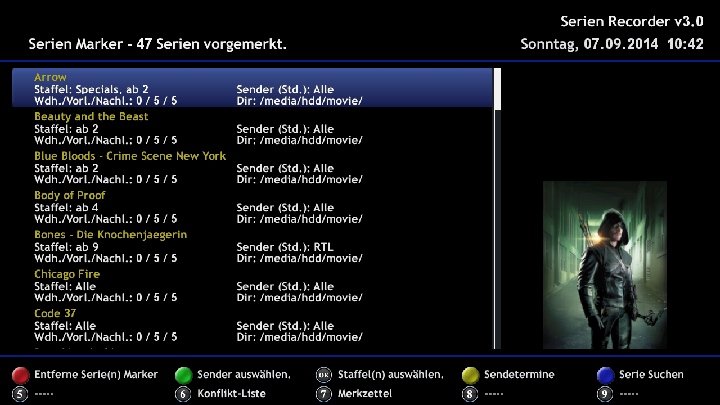 Serien Recorder v3.0
Serien Marker - 47 Serien vorgemerkt.
Sonntag, 07.09.2014 10:42
Arrow
Staffel: Specials, ab 2 Sender (Std.): Alle
Wdh./Vorl./Nachl.: 0 / 5 / 5 Dir: /media/hdd/movie/
Beauty and the Beast
Staffel: ab 2 Sender (Std.): Alle
Wdh./Vorl./Nachl.: 0 / 5 / 5 Dir: /media/hdd/movie/
Blue Bloods - Crime Scene New York
Staffel: ab 2 Sender (Std.): Alle
Wdh./Vorl./Nachl.: 0 / 5 / 5 Dir: /media/hdd/movie/
Body of Proof
Staffel: ab 4 Sender (Std.): Alle
Wdh./Vorl./Nachl.: 0 / 5 / 5 Dir: /media/hdd/movie/
Bones - Die Knochenjaegerin
Staffel: ab 9 Sender (Std.): RTL
Wdh./Vorl./Nachl.: 0 / 5 / 5 Dir: /media/hdd/movie/
Chicago Fire
Staffel: Alle Sender (Std.): Alle
Wdh./Vorl./Nachl.: 0 / 5 / 5 Dir: /media/hdd/movie/
Code 37
Staffel: Alle Sender (Std.): Alle
Wdh./Vorl./Nachl.: 0 / 5 / 5 Dir: /media/hdd/movie/
Entferne Serie(n) Marker Sender auswählen. OK Staffel(n) auswählen. Sendetermine Serie Suchen
5 ----- 6 Konflikt-Liste 7 Merkzettel 8 ----- 9 -----